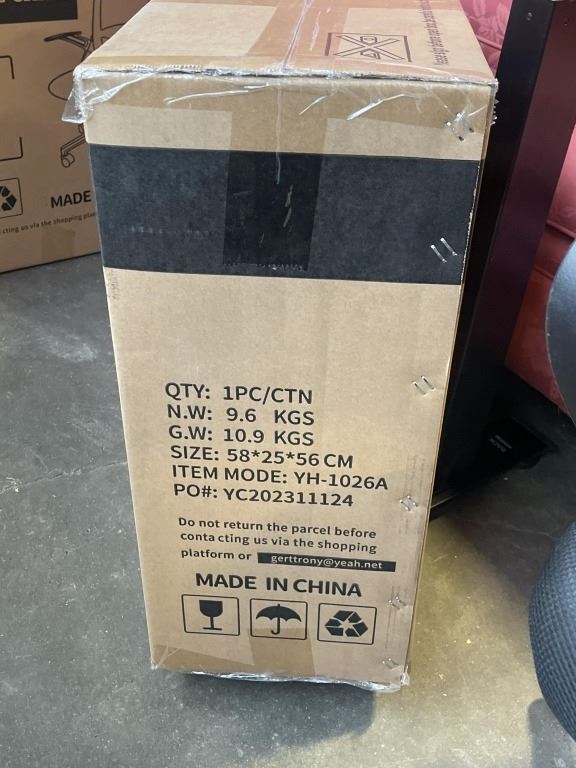 MADE
cting us via the shopping
QTY: 1PC/CTN
N.W: 9.6 KGS
G.W: 10.9 KGS
SIZE: 58*25*56 CM
ITEM MODE: YH-1026A
PO#: YC202311124
Do not return the parcel before
conta cting us via the shopping
platform or gerttrony@yeah.net
MADE IN CHINA